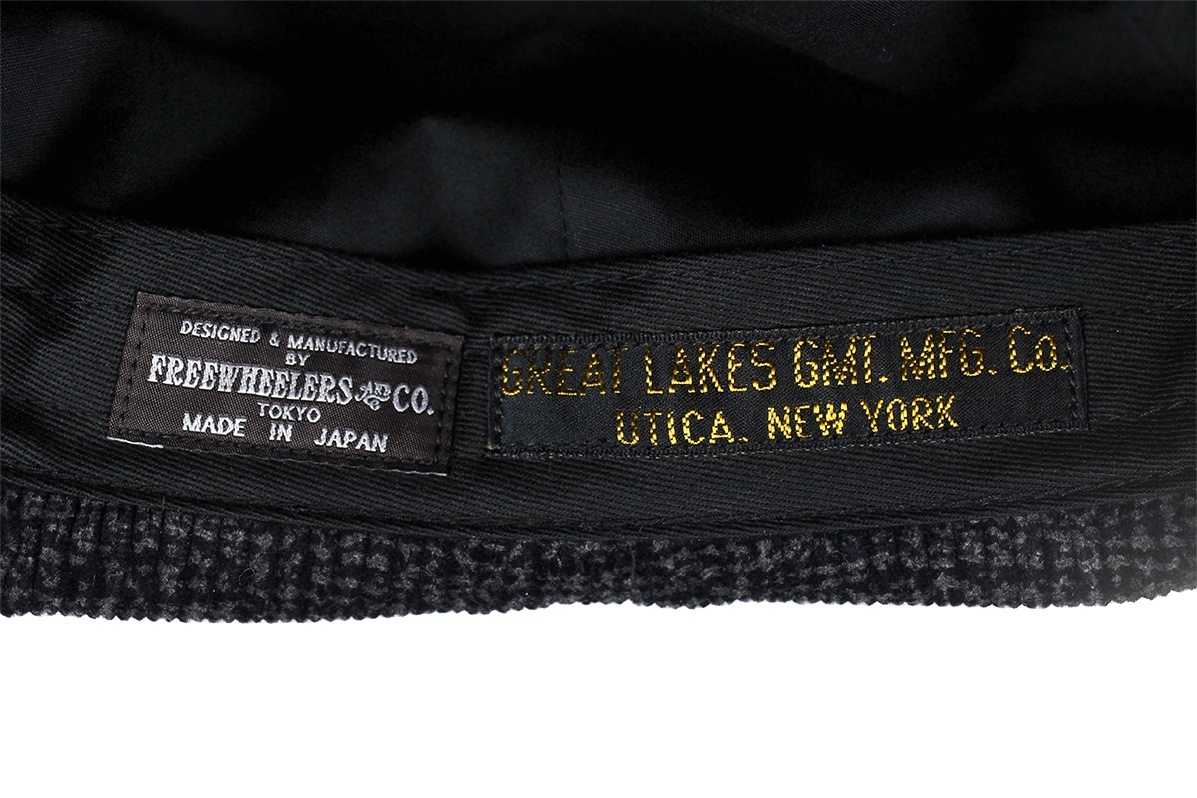 DESIGNED & MANUFACTURED
BY
FREEWHEELERS AND CO.
TOKYO
MADE IN JAPAN
GREAT LAKES GMT. MFG. Co.
UTICA. NEW YORK